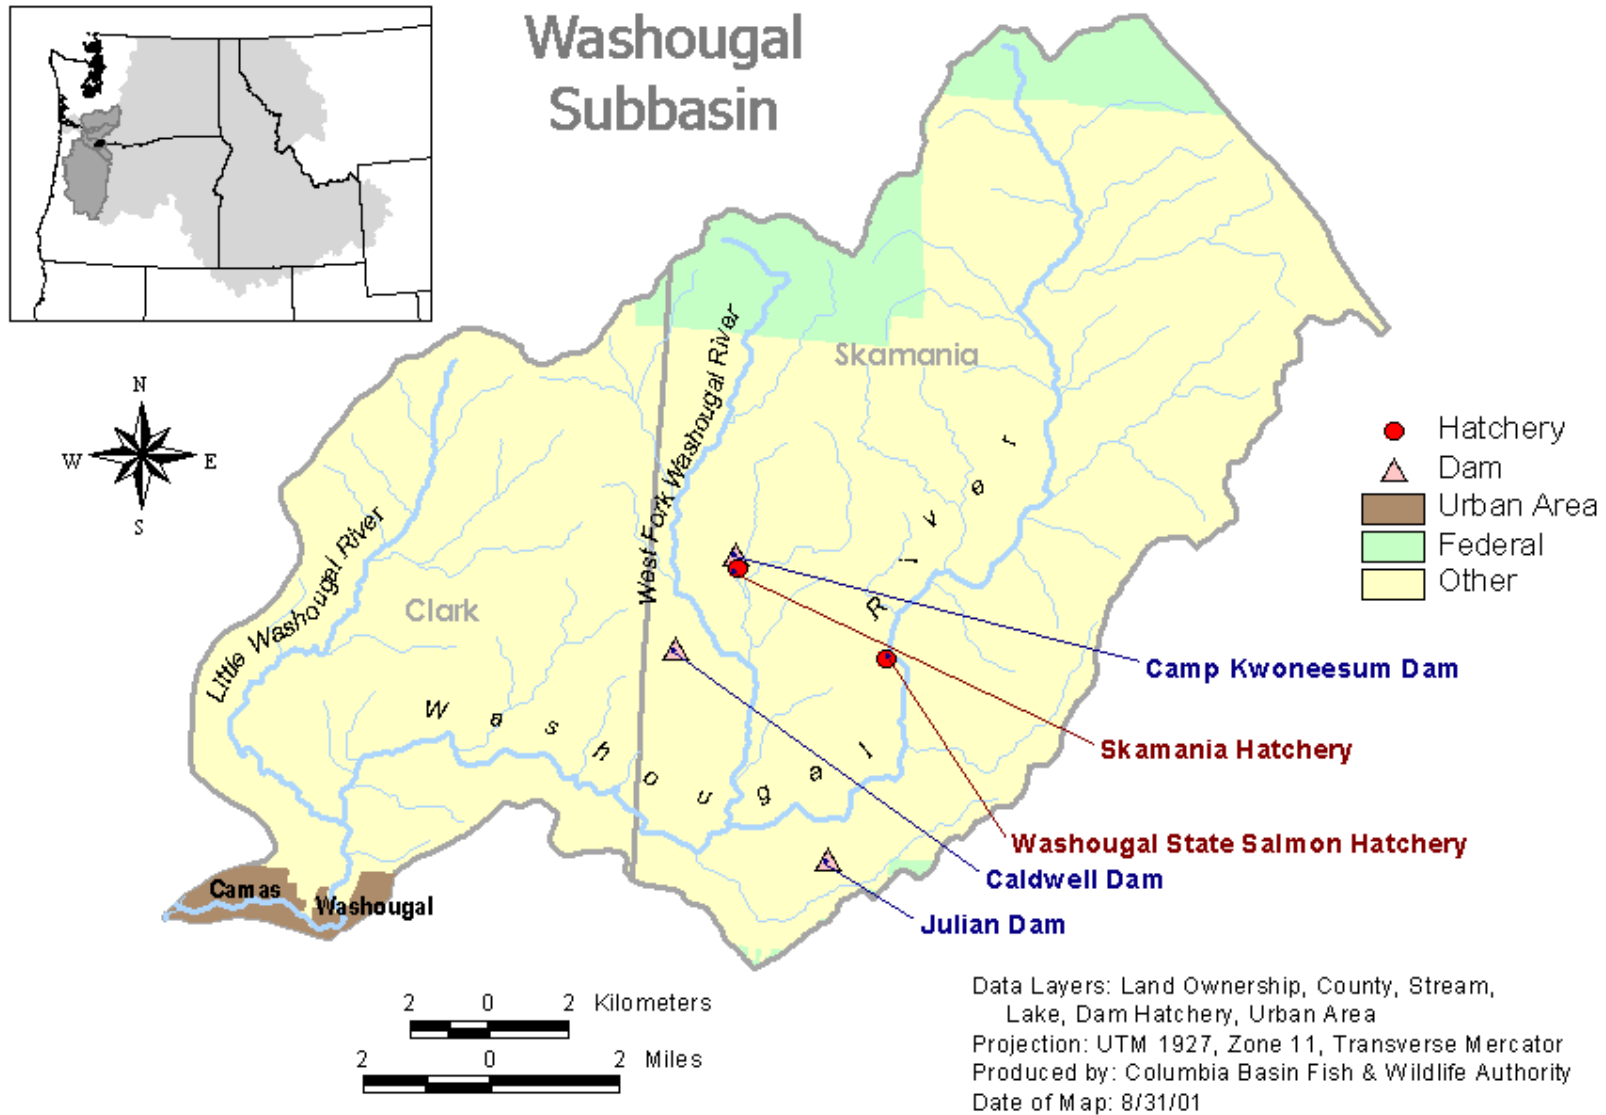 Washougal
Subbasin
N
W E
S
Skamania
Clark
Little Washougal River
West Fork Washougal River
Washougal River
Camas
Washougal
Hatchery
Dam
Urban Area
Federal
Other
Camp Kwoneesum Dam
Skamania Hatchery
Washougal State Salmon Hatchery
Caldwell Dam
Julian Dam
2 0 2 Kilometers
2 0 2 Miles
Data Layers: Land Ownership, County, Stream,
Lake, Dam Hatchery, Urban Area
Projection: UTM 1927, Zone 11, Transverse Mercator
Produced by: Columbia Basin Fish & Wildlife Authority
Date of Map: 8/31/01